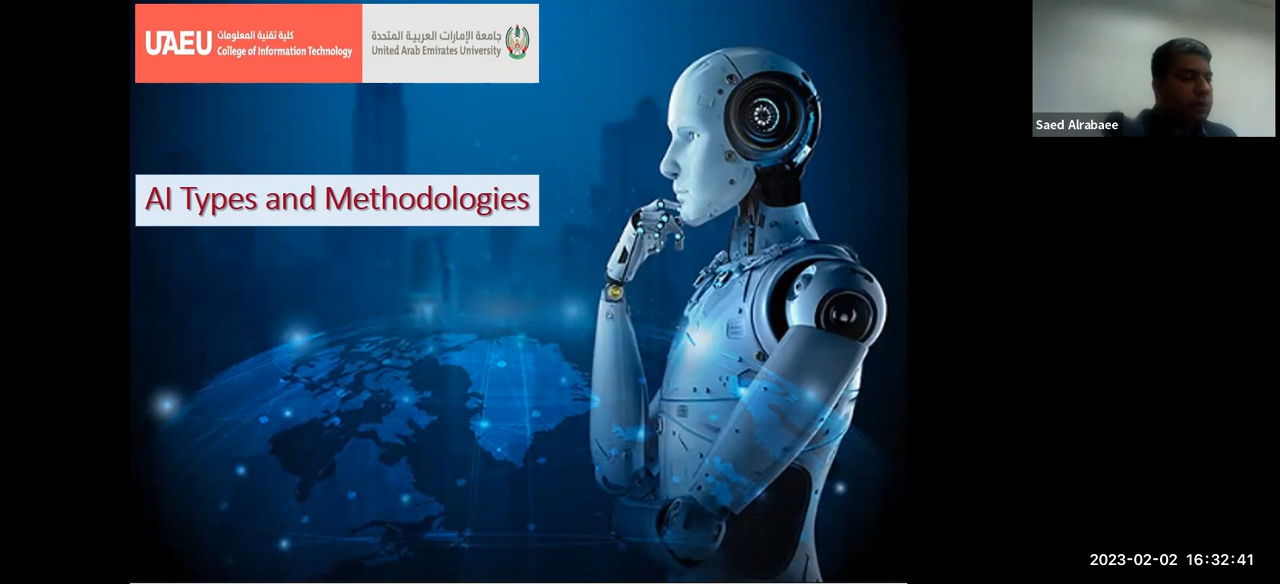 UAEU
كلية تقنية المعلومات
College of Information Technology
جامعة الإمارات العربية المتحدة
United Arab Emirates University
AI Types and Methodologies
Saed Alrabaee
2023-02-02 16:32:41